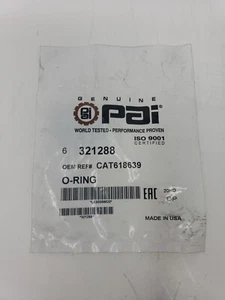 GENUINE
Pai
WORLD TESTED • PERFORMANCE PROVEN
ISO 9001
CERTIFIED
6 321288
OEM REF# CAT618639
O-RING
EAC
MADE IN USA